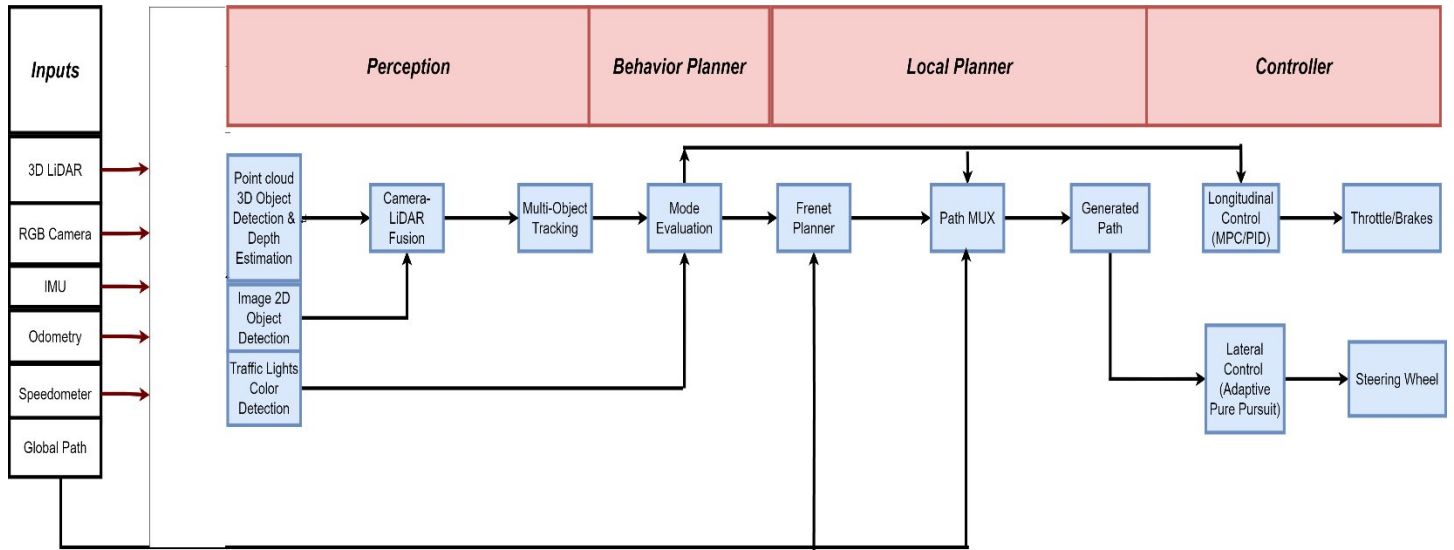 Inputs
Perception
Behavior Planner
Local Planner
Controller
3D LiDAR
RGB Camera
IMU
Odometry
Speedometer
Global Path
Point cloud
3D Object
Detection &
Depth
Estimation
Image 2D
Object
Detection
Traffic Lights
Color
Detection
Camera-
LiDAR
Fusion
Multi-Object
Tracking
Mode
Evaluation
Frenet
Planner
Path MUX
Generated
Path
Longitudinal
Control
(MPC/PID)
Throttle/Brakes
Lateral
Control
(Adaptive
Pure Pursuit)
Steering Wheel